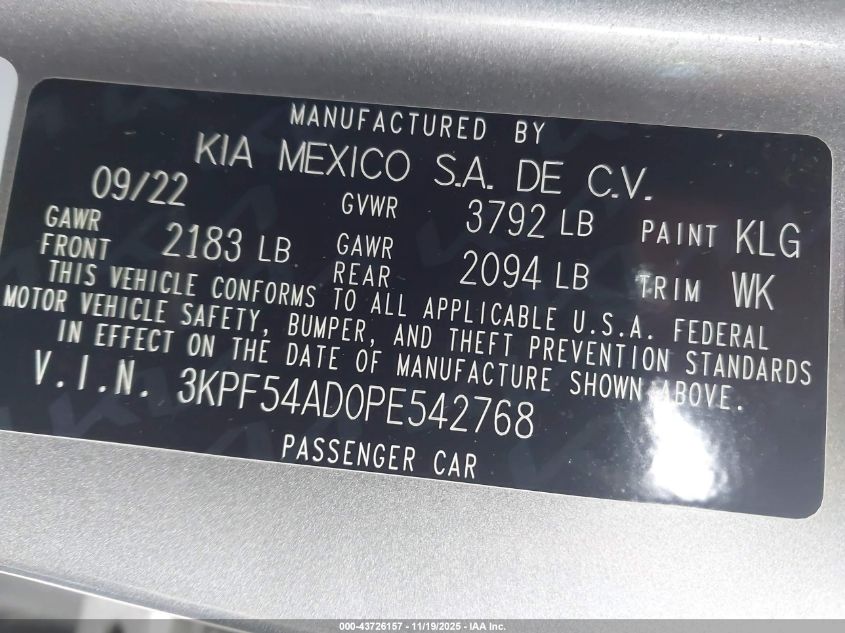 MANUFACTURED BY
KIA MEXICO S.A. DE C.V.
09/22 GVWR 3792 LB PAINT KLG
GAWR FRONT 2183 LB GAWR REAR 2094 LB TRIM WK
THIS VEHICLE CONFORMS TO ALL APPLICABLE U.S.A. FEDERAL
MOTOR VEHICLE SAFETY, BUMPER, AND THEFT PREVENTION STANDARDS
IN EFFECT ON THE DATE OF MANUFACTURE SHOWN ABOVE.
V.I.N. 3KPF54AD0PE542768
PASSENGER CAR
000-43726157 - 11/19/2025 - IAA Inc.